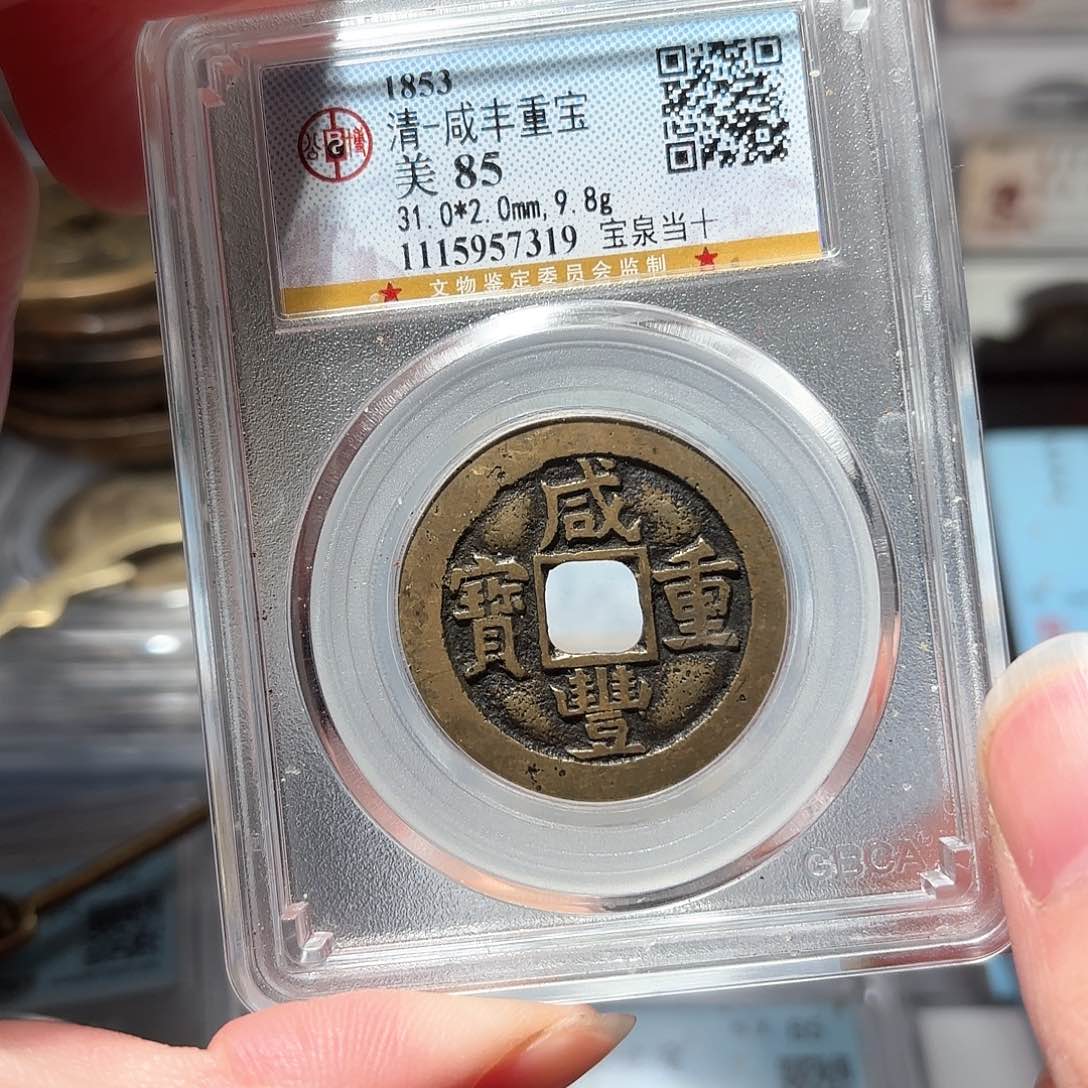 1853
清-咸丰重宝
美 85
31.0*2.0mm,9.8g
1115957319 宝泉当十
文物鉴定委员会监制
咸
寶 重
豐
GBCA